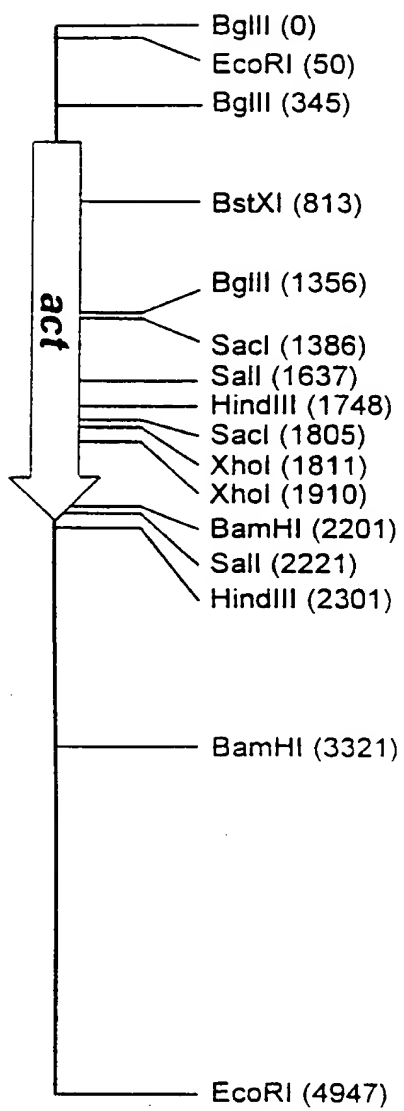 BglII (0)
EcoRI (50)
BglII (345)
BstXI (813)
act
BglII (1356)
SacI (1386)
SalI (1637)
HindIII (1748)
SacI (1805)
XhoI (1811)
XhoI (1910)
BamHI (2201)
SalI (2221)
HindIII (2301)
BamHI (3321)
EcoRI (4947)